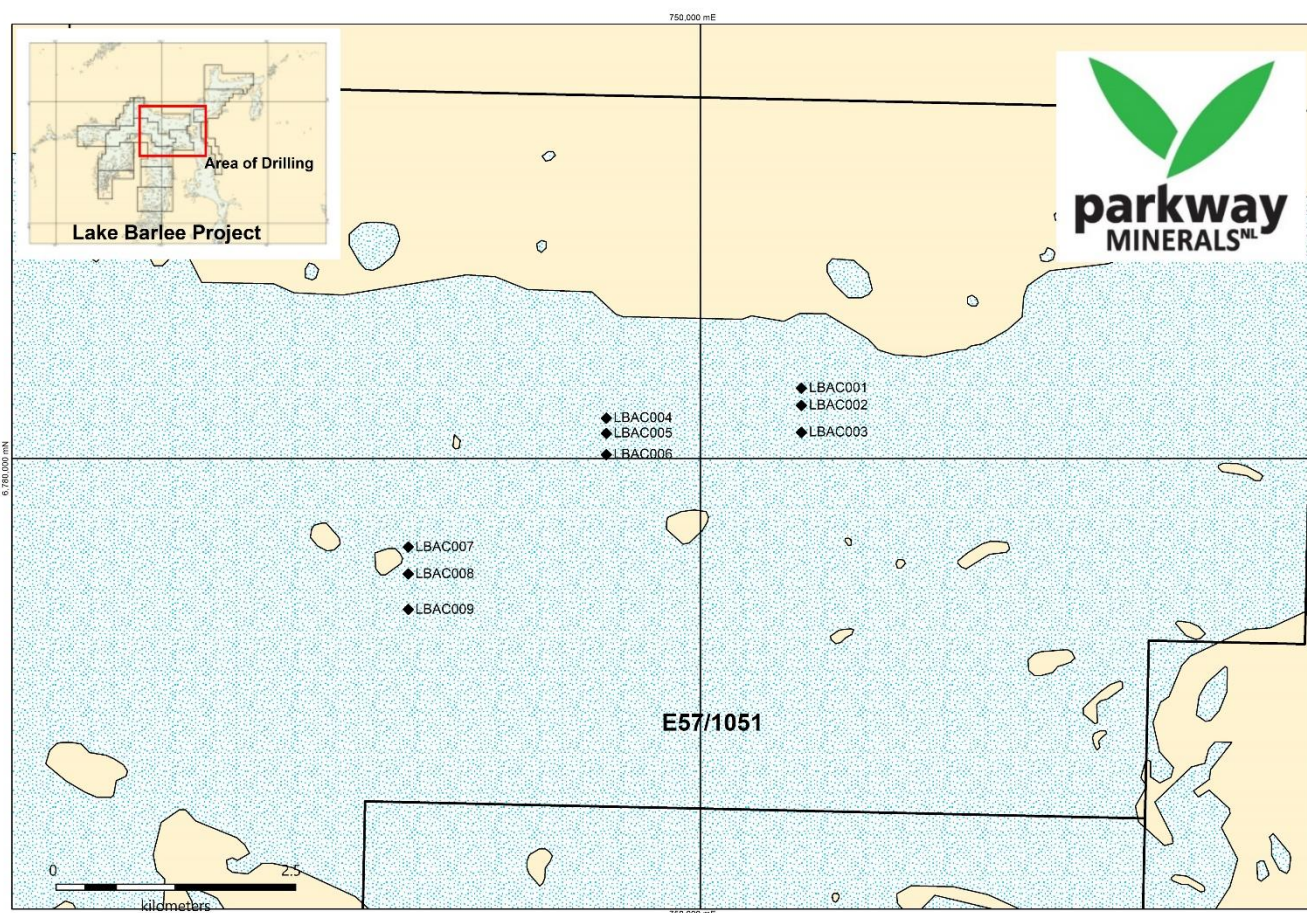 750,000 mE
Area of Drilling
Lake Barlee Project
parkway
MINERALS NL
LBAC001
LBAC002
LBAC003
LBAC004
LBAC005
LBAC006
6,780,000 mN
LBAC007
LBAC008
LBAC009
E57/1051
0 2.5
kilometers